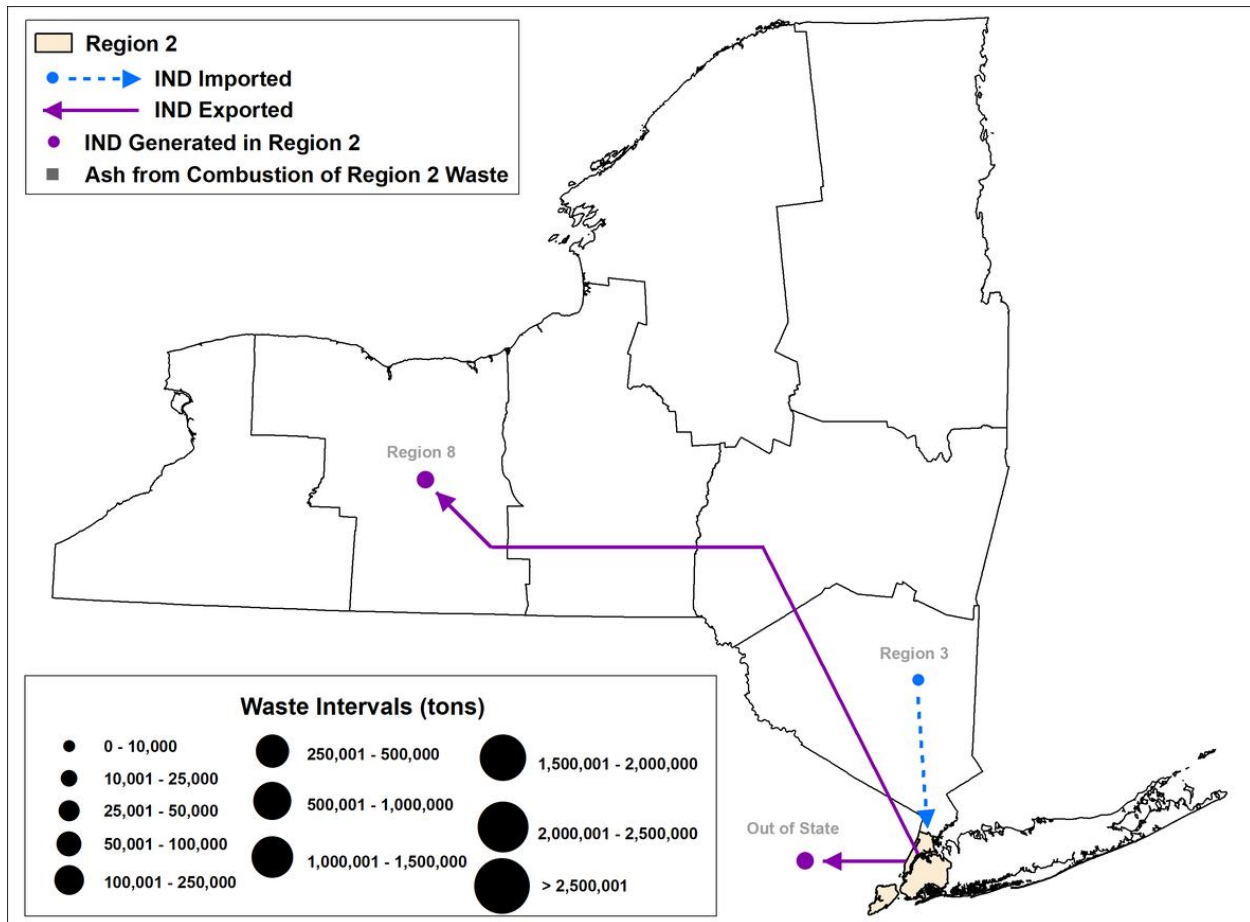 Region 2
IND Imported
IND Exported
IND Generated in Region 2
Ash from Combustion of Region 2 Waste
Region 8
Region 3
Out of State
Waste Intervals (tons)
0 - 10,000
10,001 - 25,000
25,001 - 50,000
50,001 - 100,000
100,001 - 250,000
250,001 - 500,000
500,001 - 1,000,000
1,000,001 - 1,500,000
1,500,001 - 2,000,000
2,000,001 - 2,500,000
> 2,500,001